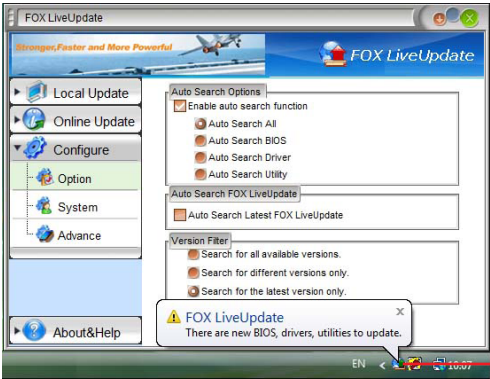 FOX LiveUpdate
Stronger,Faster and More Powerful
FOX LiveUpdate
Local Update
Online Update
Configure
Option
System
Advance
About&Help
Auto Search Options
Enable auto search function
Auto Search All
Auto Search BIOS
Auto Search Driver
Auto Search Utility
Auto Search FOX LiveUpdate
Auto Search Latest FOX LiveUpdate
Version Filter
Search for all available versions.
Search for different versions only.
Search for the latest version only.
FOX LiveUpdate
There are new BIOS, drivers, utilities to update.
EN